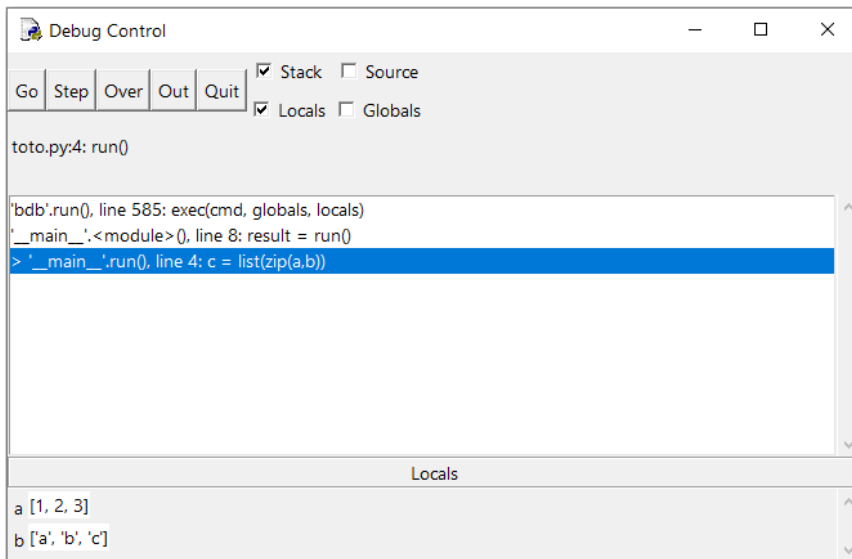 Debug Control
Go Step Over Out Quit
Stack Source
Locals Globals
toto.py:4: run()
'bdb'.run(), line 585: exec(cmd, globals, locals)
'__main__'.<module>(), line 8: result = run()
> '__main__'.run(), line 4: c = list(zip(a,b))
Locals
a [1, 2, 3]
b ['a', 'b', 'c']